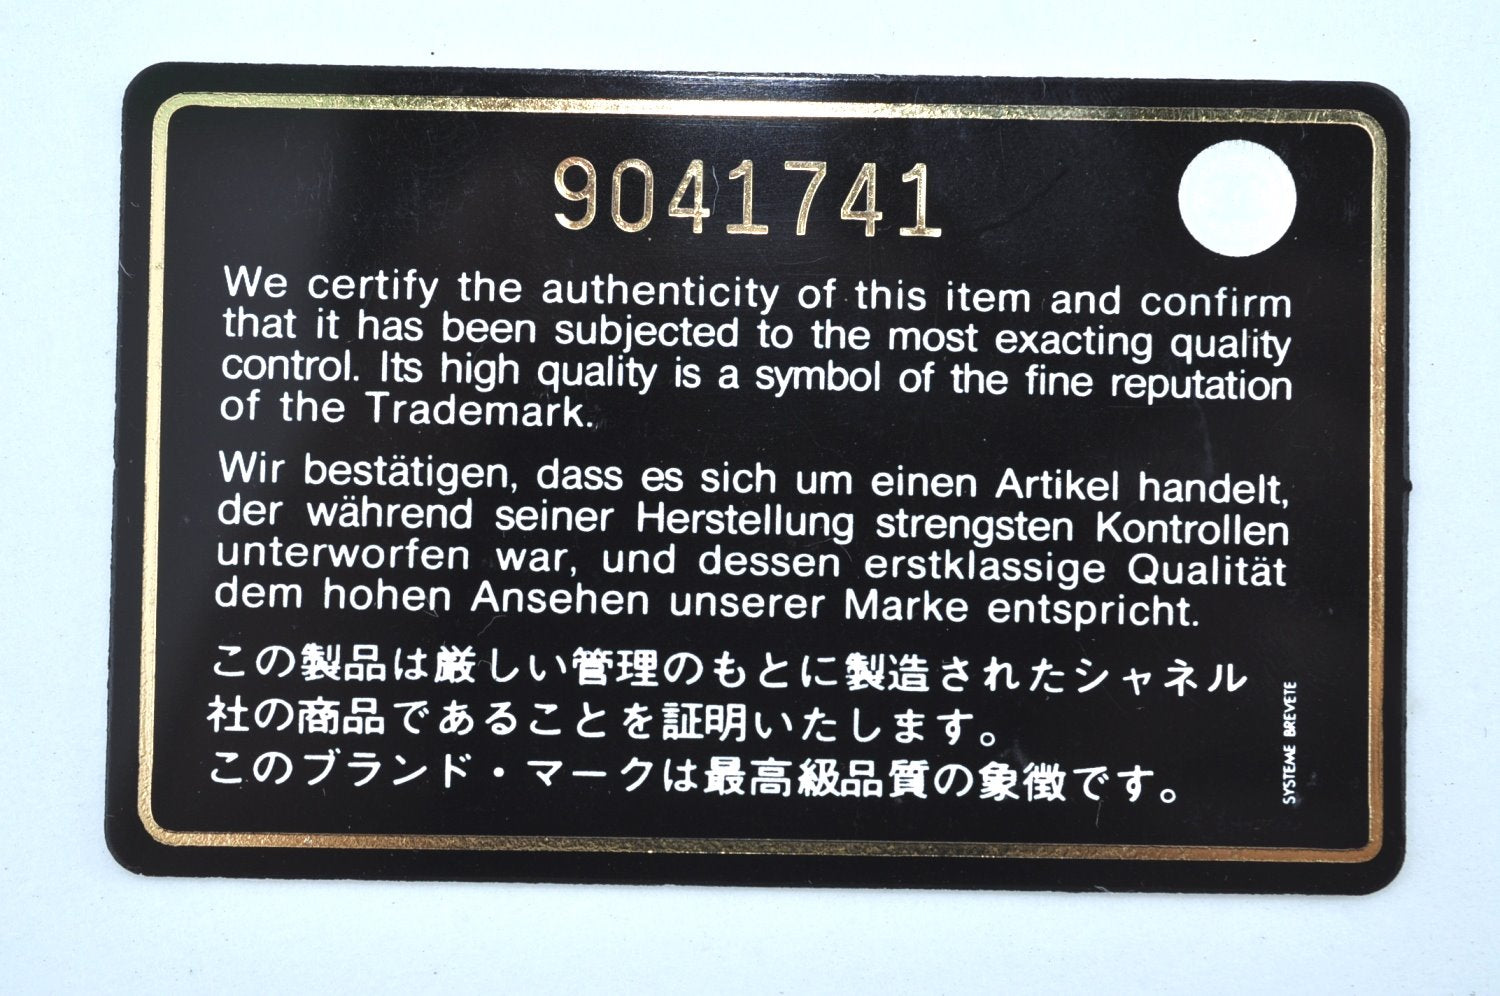 9041741
We certify the authenticity of this item and confirm
that it has been subjected to the most exacting quality
control. Its high quality is a symbol of the fine reputation
of the Trademark.
Wir bestätigen, dass es sich um einen Artikel handelt,
der während seiner Herstellung strengsten Kontrollen
unterworfen war, und dessen erstklassige Qualität
dem hohen Ansehen unserer Marke entspricht.
この製品は厳しい管理のもとに製造されたシャネル
社の商品であることを証明いたします。
このブランド・マークは最高級品質の象徴です。
SYSTEME BREVETE